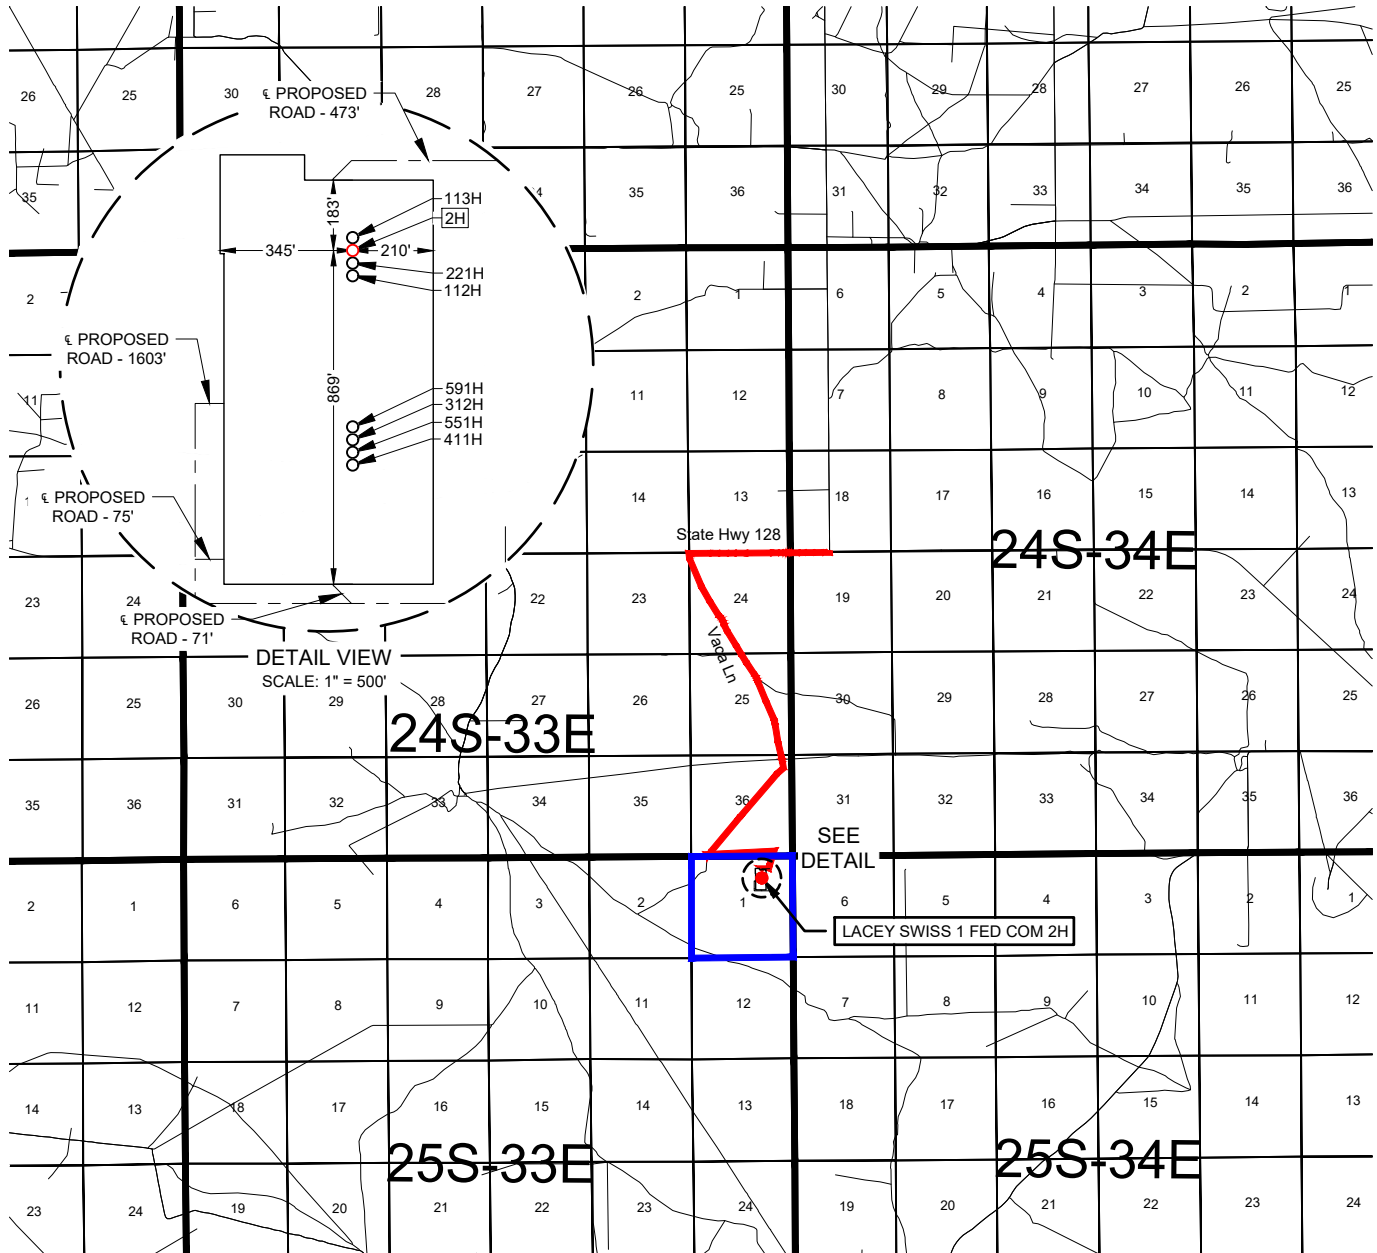 26 25 30 28 27 26 25 30 29 28 27 26 25
℄ PROPOSED
ROAD - 473'
35 35 36 31 32 33 34 35 36
113H
2H
183'
345' 210'
221H
112H
2 2 1 6 5 4 3 2 1
℄ PROPOSED
ROAD - 1603'
869'
591H
312H
551H
411H
11 11 12 7 8 9 10 11 12
℄ PROPOSED
ROAD - 75'
14 13 18 17 16 15 14 13
State Hwy 128
24S-34E
23 24 22 23 24 19 20 21 22 23 24
℄ PROPOSED
ROAD - 71'
Vaca Ln
DETAIL VIEW
SCALE: 1" = 500'
26 25 30 29 28 27 26 25 30 29 28 27 26 25
24S-33E
35 36 31 32 33 34 35 36 31 32 33 34 35 36
SEE
DETAIL
2 1 6 5 4 3 2 1 6 5 4 3 2 1
LACEY SWISS 1 FED COM 2H
11 12 7 8 9 10 11 12 7 8 9 10 11 12
14 13 18 17 16 15 14 13 18 17 16 15 14 13
25S-33E 25S-34E
23 24 19 20 21 22 23 24 19 20 21 22 23 24